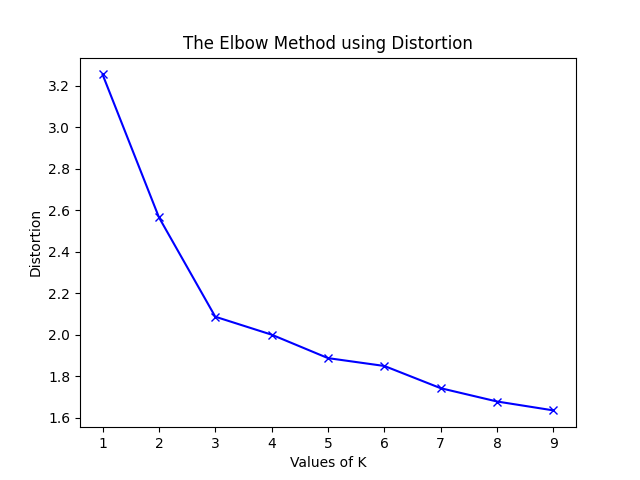 The Elbow Method using Distortion
3.2
3.0
2.8
2.6
2.4
2.2
2.0
1.8
1.6
Distortion
1 2 3 4 5 6 7 8 9
Values of K